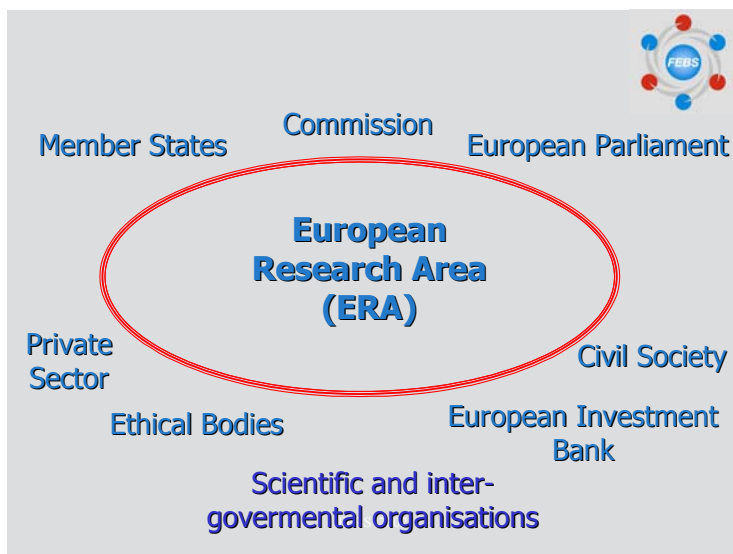 FEBS
Commission
Member States
European Parliament
European
Research Area
(ERA)
Private
Sector
Civil Society
Ethical Bodies
European Investment
Bank
Scientific and inter-
govermental organisations